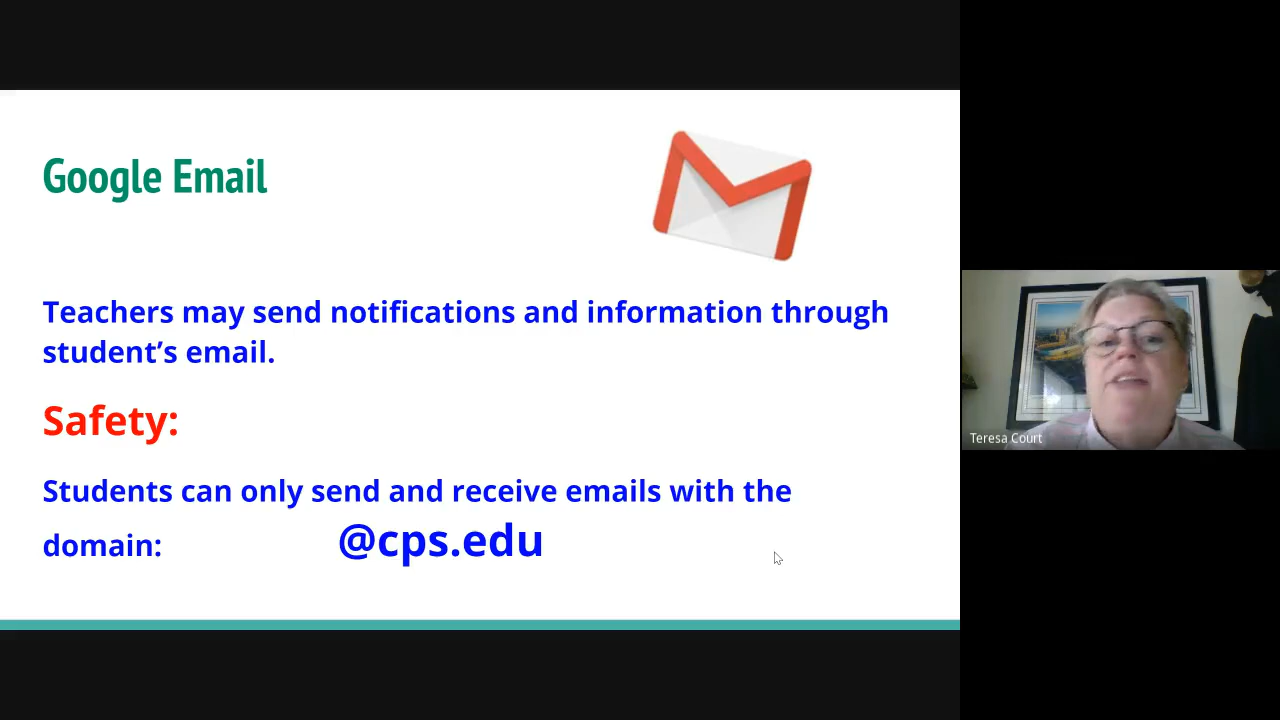 Google Email
Teachers may send notifications and information through
student’s email.
Safety:
Students can only send and receive emails with the
domain: @cps.edu
Teresa Court